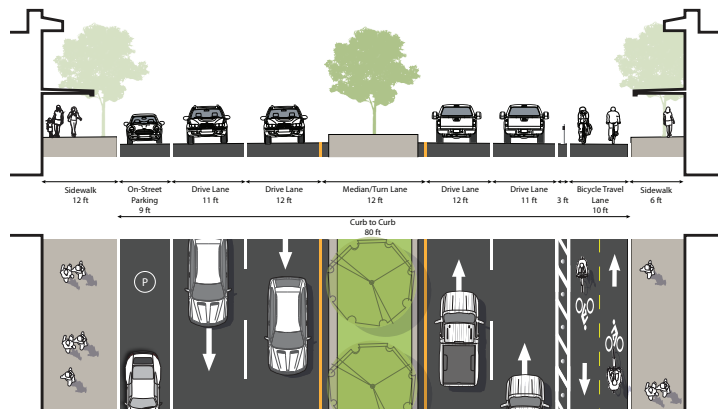 Sidewalk
12 ft
On-Street
Parking
9 ft
Drive Lane
11 ft
Drive Lane
12 ft
Median/Turn Lane
12 ft
Drive Lane
12 ft
Drive Lane
11 ft
3 ft
Bicycle Travel
Lane
10 ft
Sidewalk
6 ft
Curb to Curb
80 ft
P